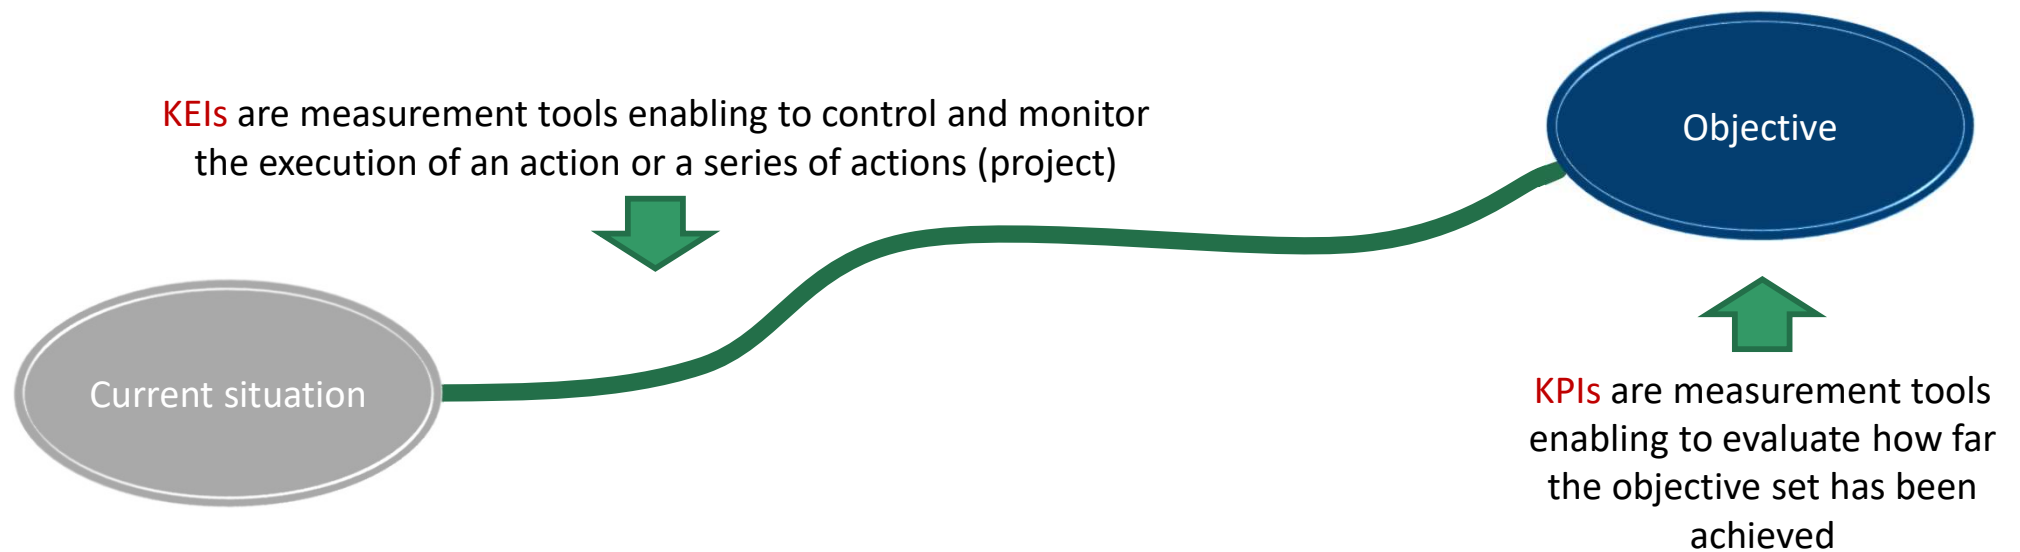 KEIs are measurement tools enabling to control and monitor
the execution of an action or a series of actions (project)
Objective
Current situation
KPIs are measurement tools
enabling to evaluate how far
the objective set has been
achieved